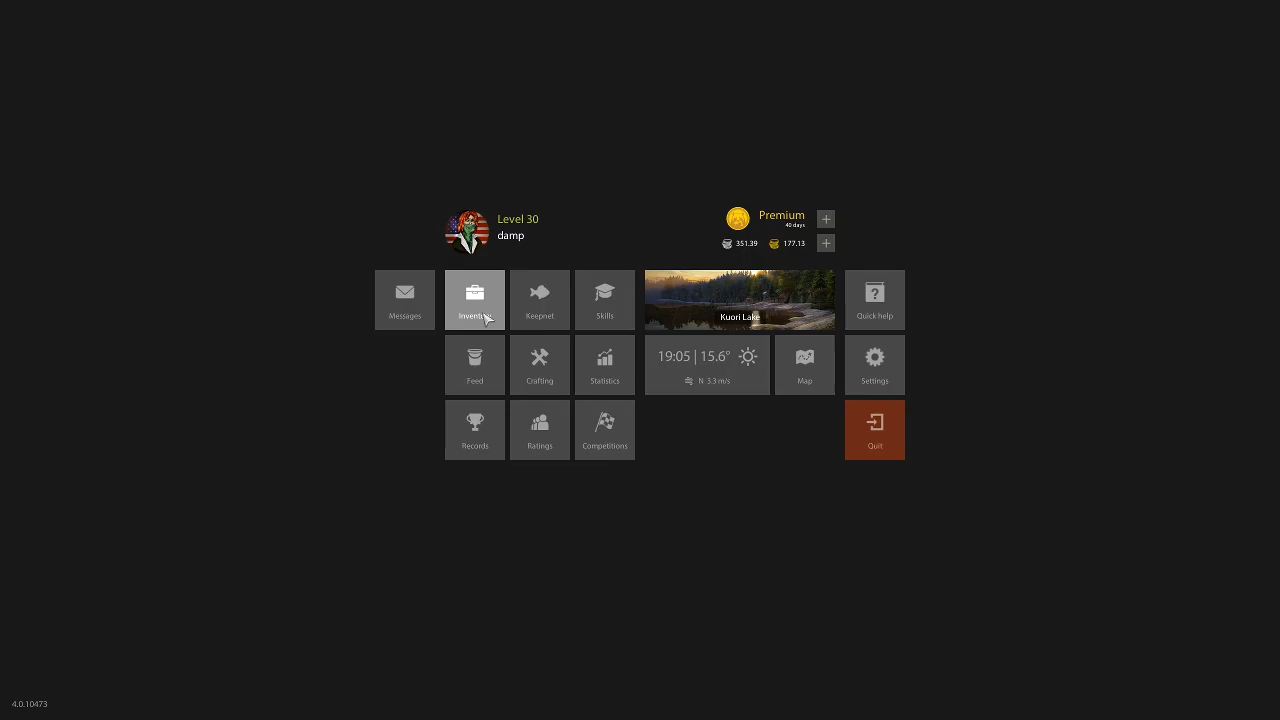 Level 30
damp
Premium
40 days
351.39
177.13
Messages
Keepnet
Skills
Kuori Lake
Quick help
19:05 | 15.6°
N 3.3 m/s
Feed
Crafting
Statistics
Map
Settings
Records
Ratings
Competitions
Quit
4.0.10473